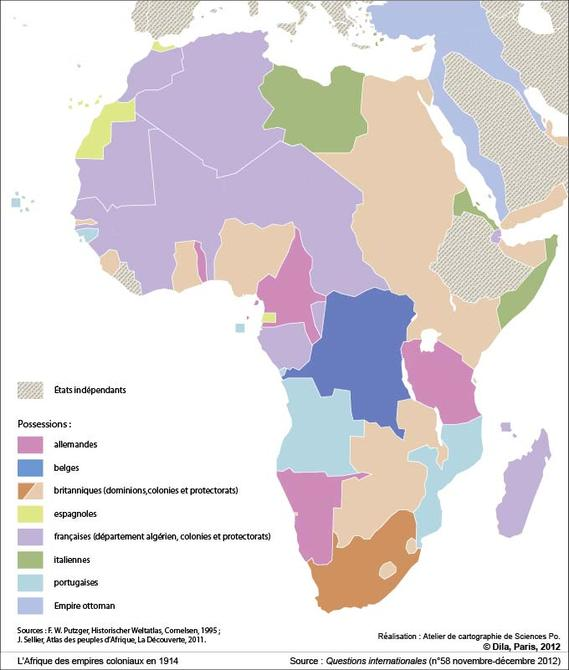 États indépendants
Possessions :
allemandes
belges
britanniques (dominions,colonies et protectorats)
espagnoles
françaises (département algérien, colonies et protectorats)
italiennes
portugaises
Empire ottoman
Sources : F. W. Putzger, Historischer Weltatlas, Cornelsen, 1995 ;
J. Sellier, Atlas des peuples d'Afrique, La Découverte, 2011.
Réalisation : Atelier de cartographie de Sciences Po.
© Dila, Paris, 2012
L'Afrique des empires coloniaux en 1914
Source : Questions internationales (n°58 novembre-décembre 2012)